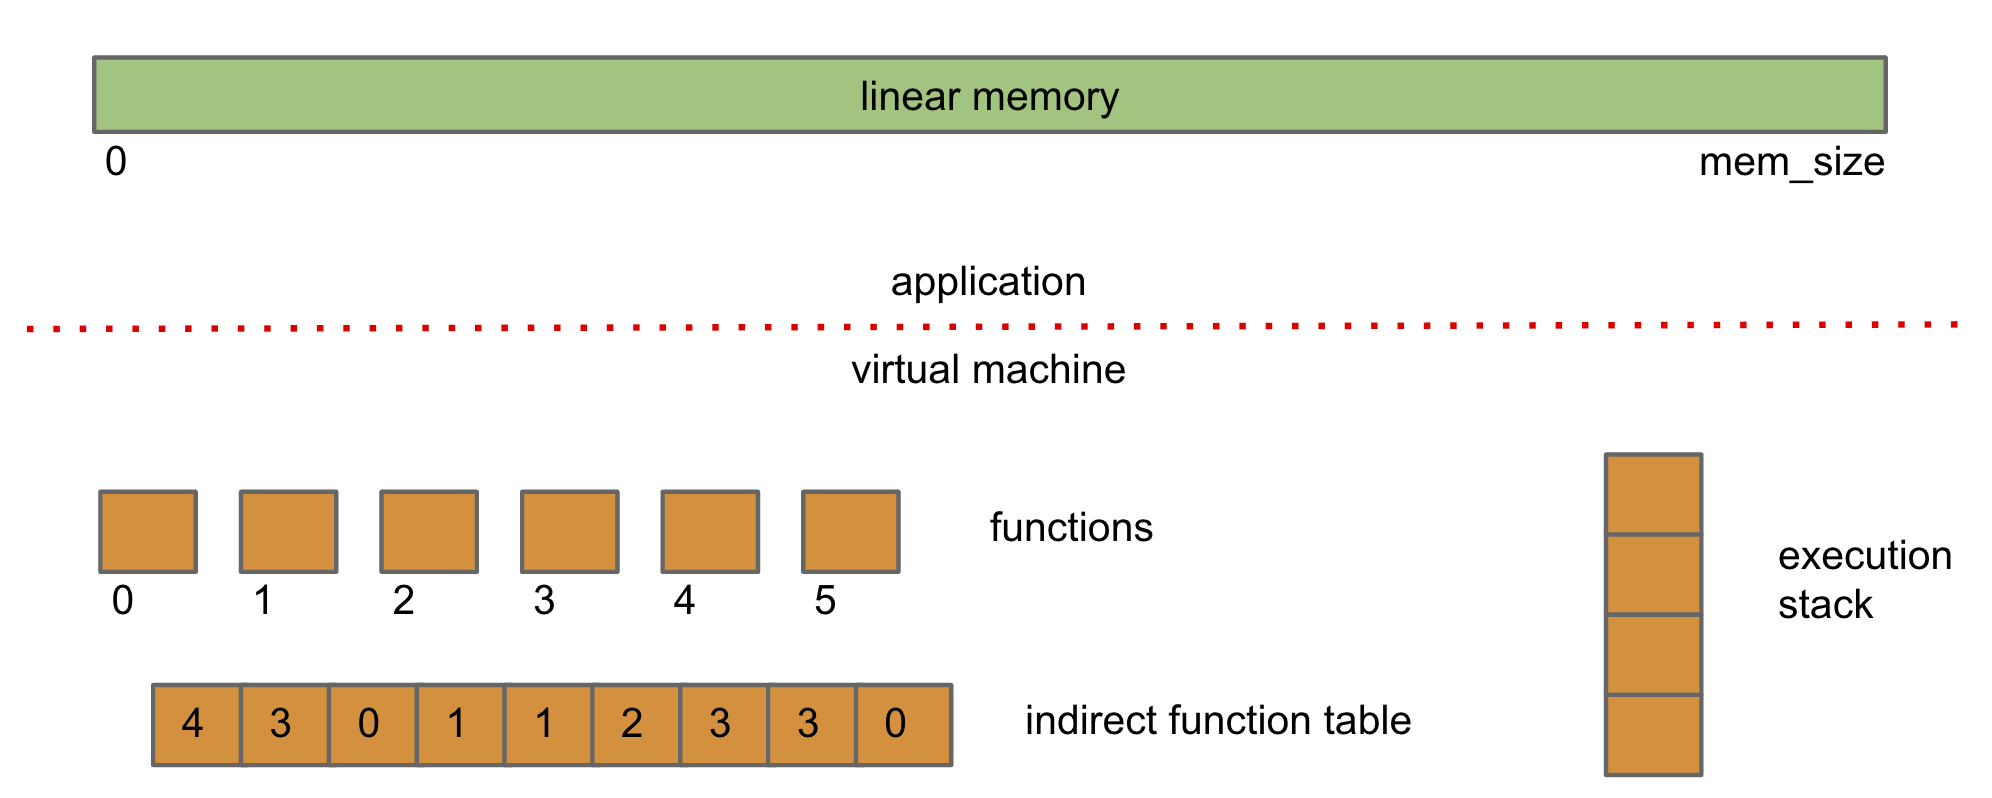 linear memory
0 mem_size
application
virtual machine
functions
0 1 2 3 4 5
execution
stack
4 3 0 1 1 2 3 3 0
indirect function table